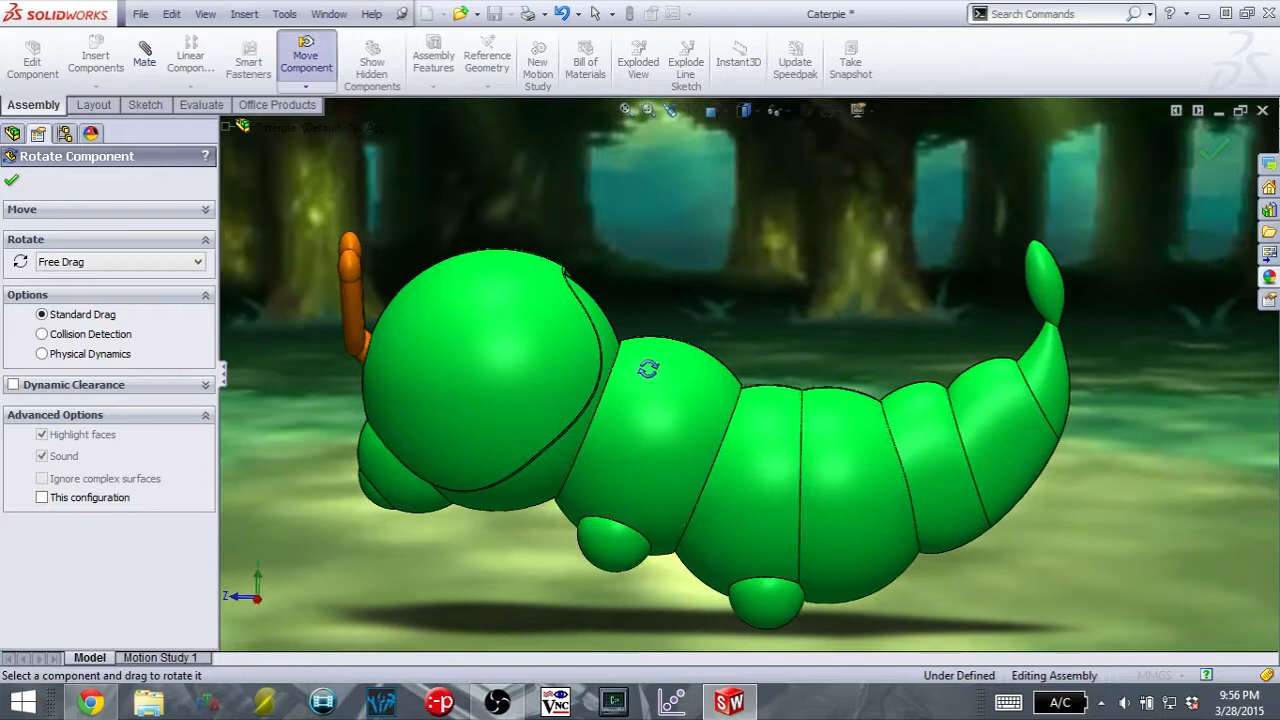 SOLIDWORKS File Edit View Insert Tools Window Help Caterpie * Search Commands
Edit Component Insert Components Mate Linear Compon... Smart Fasteners Move Component Show Hidden Components Assembly Features Reference Geometry New Motion Study Bill of Materials Exploded View Explode Line Sketch Instant3D Update Speedpak Take Snapshot
Assembly Layout Sketch Evaluate Office Products
Rotate Component ?
Move
Rotate
Free Drag
Options
Standard Drag
Collision Detection
Physical Dynamics
Dynamic Clearance
Advanced Options
Highlight faces
Sound
Ignore complex surfaces
This configuration
Z
Model Motion Study 1
Select a component and drag to rotate it Under Defined Editing Assembly MMGS ?
A/C 9:56 PM
3/28/2015